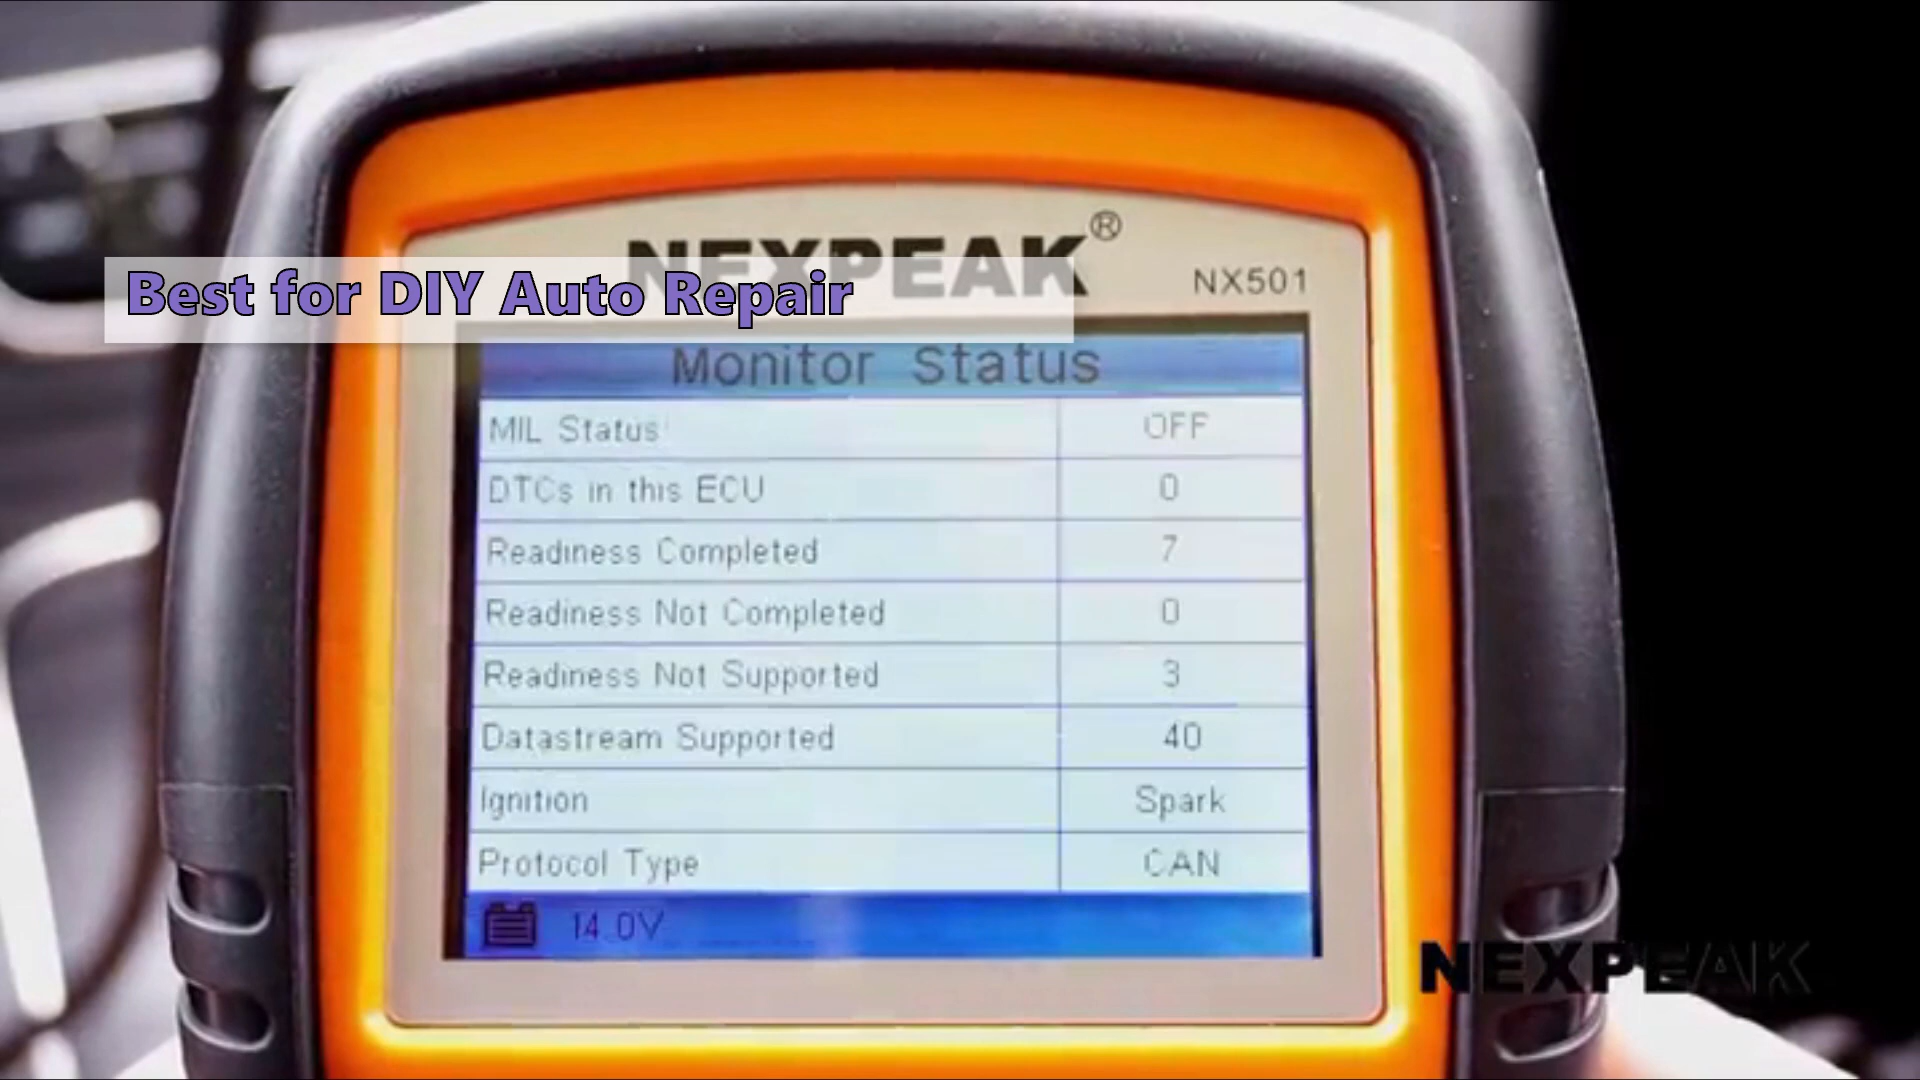 NEXPEAK®
NX501
Best for DIY Auto Repair
Monitor Status
MIL Status OFF
DTCs in this ECU 0
Readiness Completed 7
Readiness Not Completed 0
Readiness Not Supported 3
Datastream Supported 40
Ignition Spark
Protocol Type CAN
14.0V
NEXPEAK